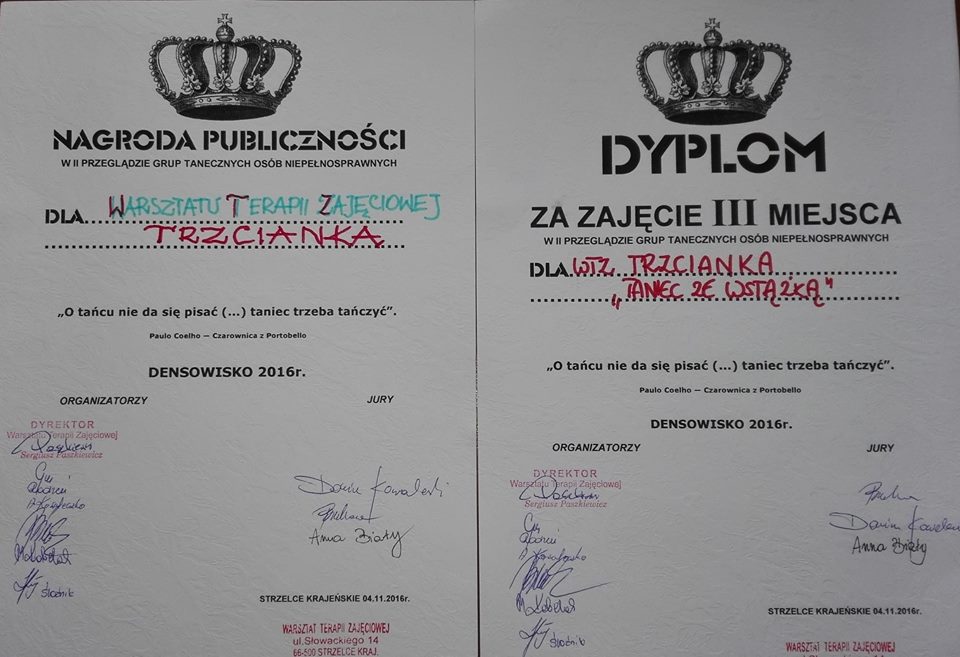 NAGRODA PUBLICZNOŚCI
W II PRZEGLĄDZIE GRUP TANECZNYCH OSÓB NIEPEŁNOSPRAWNYCH
DLA WARSZTATU TERAPII ZAJĘCIOWEJ
TRZCIANKA
„O tańcu nie da się pisać (...) taniec trzeba tańczyć”.
Paulo Coelho — Czarownica z Portobello
DENSOWISKO 2016r.
ORGANIZATORZY JURY
DYREKTOR
Warsztatu Terapii Zajęciowej
Sergiusz Paszkiewicz
Anna Biały
STRZELCE KRAJEŃSKIE 04.11.2016r.
WARSZTAT TERAPII ZAJĘCIOWEJ
ul.Słowackiego 14
66-500 STRZELCE KRAJ.
DYPLOM
ZA ZAJĘCIE III MIEJSCA
W II PRZEGLĄDZIE GRUP TANECZNYCH OSÓB NIEPEŁNOSPRAWNYCH
DLA WTZ TRZCIANKA
„TANIEC ZE WSTĄŻKĄ"
„O tańcu nie da się pisać (...) taniec trzeba tańczyć”.
Paulo Coelho — Czarownica z Portobello
DENSOWISKO 2016r.
ORGANIZATORZY JURY
DYREKTOR
Warsztatu Terapii Zajęciowej
Sergiusz Paszkiewicz
Anna Biały
STRZELCE KRAJEŃSKIE 04.11.2016r.
WARSZTAT TERAPII ZAJĘCIOWEJ